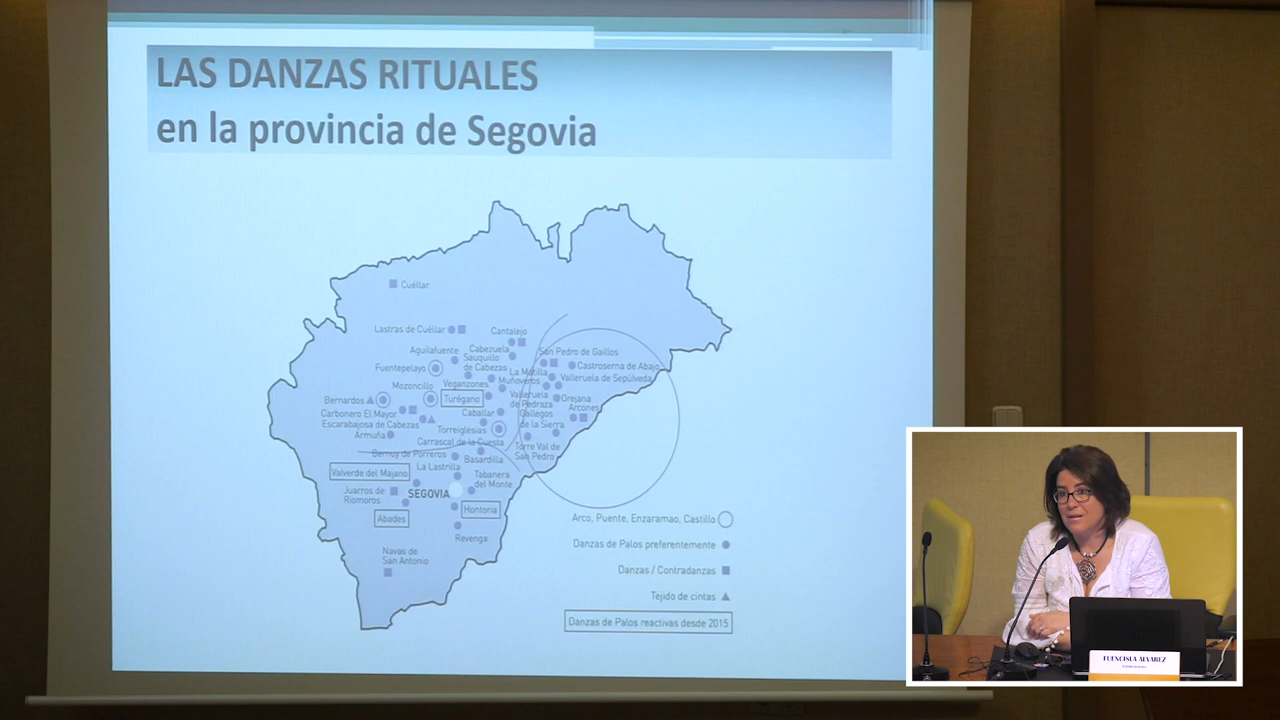 LAS DANZAS RITUALES
en la provincia de Segovia
Cuéllar
Lastras de Cuéllar
Cantalejo
Aguilafuente
Cabezuela
San Pedro de Gaillos
Sauquillo
de Cabezas
Castroserna de Abajo
Fuentepelayo
La Matilla
Valleruela de Sepúlveda
Mozoncillo
Veganzones
Muñoveros
Bernardos
Turégano
Valleruela
de Pedraza
Orejana
Arcones
Carbonero El Mayor
Caballar
Gallegos
de la Sierra
Escarabajosa de Cabezas
Torreiglesias
Armuña
Carrascal de la Cuesta
Torre Val de
San Pedro
Bernuy de Porreros
Basardilla
La Lastrilla
Valverde del Majano
Tabanera
del Monte
Juarros de
Riomoros
SEGOVIA
Abades
Hontoria
Revenga
Navas de
San Antonio
Arco, Puente, Enzaramao, Castillo
Danzas de Palos preferentemente
Danzas / Contradanzas
Tejido de cintas
Danzas de Palos reactivas desde 2015
FUENCISLA ÁLVAREZ